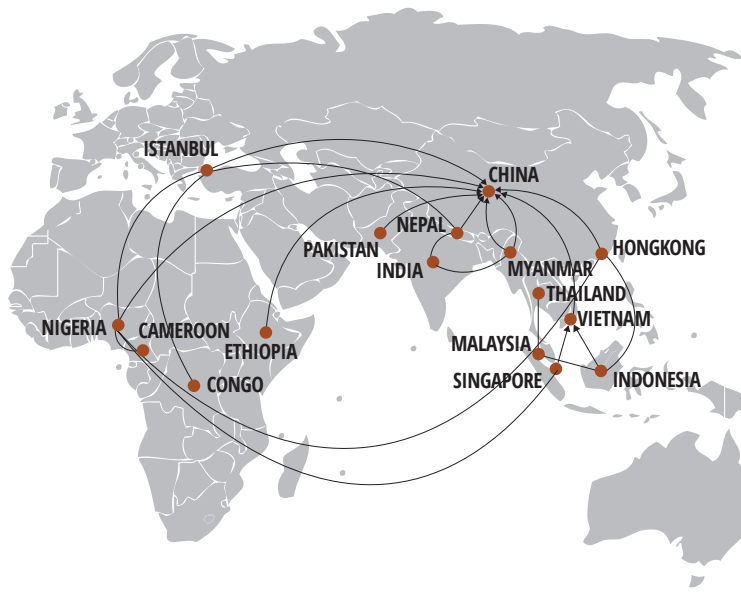 ISTANBUL
CHINA
NEPAL
PAKISTAN
HONGKONG
INDIA
MYANMAR
THAILAND
NIGERIA
CAMEROON
VIETNAM
ETHIOPIA
MALAYSIA
CONGO
SINGAPORE
INDONESIA